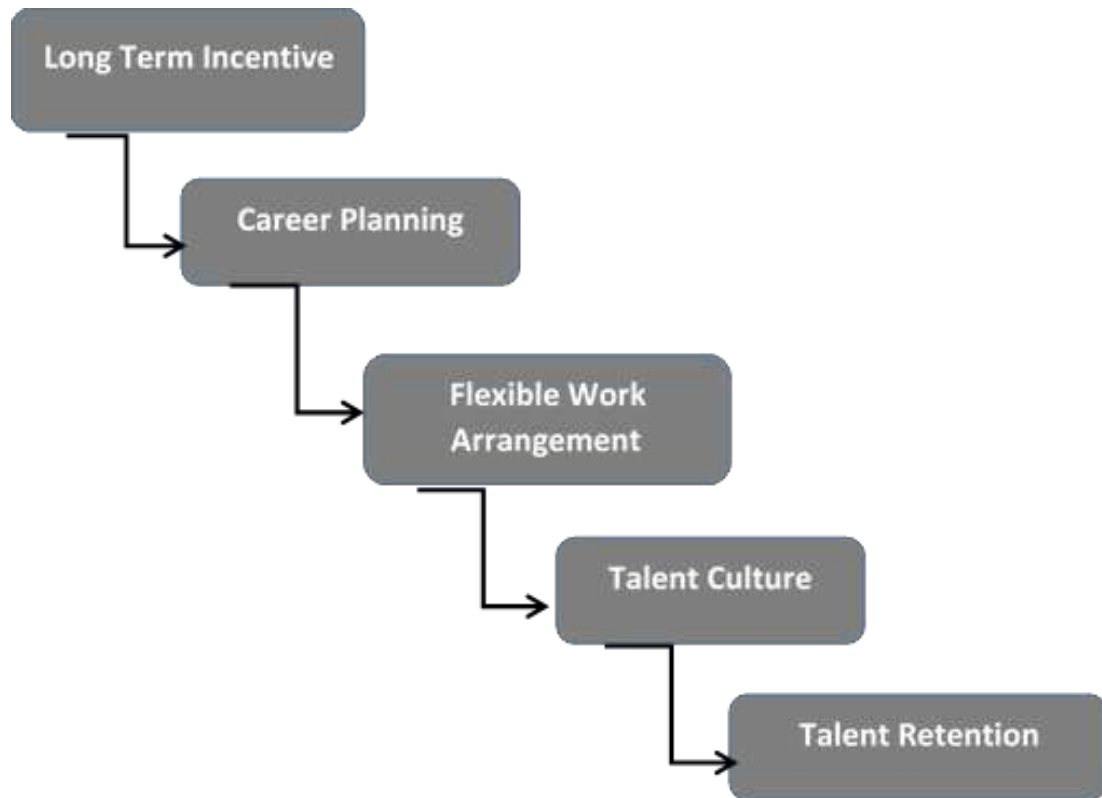 Long Term Incentive
Career Planning
Flexible Work
Arrangement
Talent Culture
Talent Retention